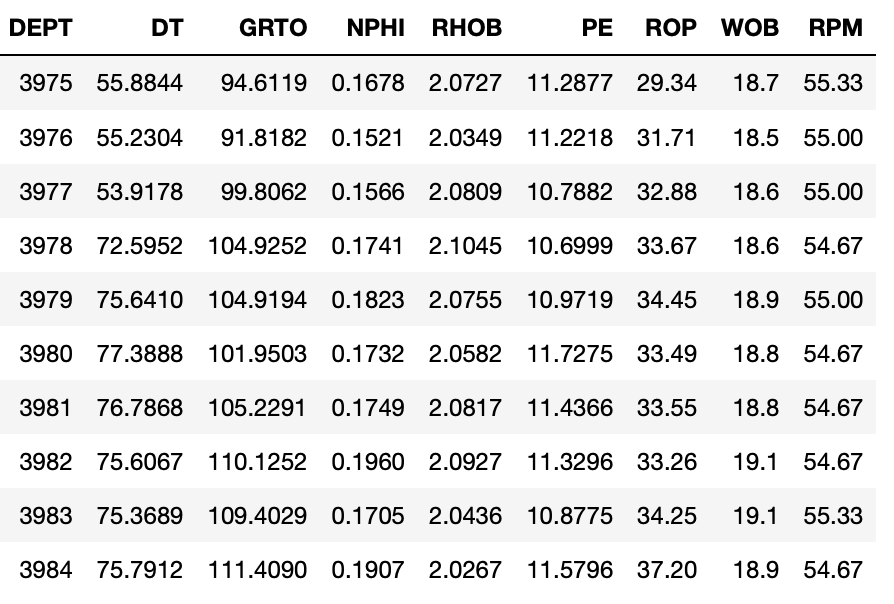 DEPT DT GRTO NPHI RHOB PE ROP WOB RPM
3975 55.8844 94.6119 0.1678 2.0727 11.2877 29.34 18.7 55.33
3976 55.2304 91.8182 0.1521 2.0349 11.2218 31.71 18.5 55.00
3977 53.9178 99.8062 0.1566 2.0809 10.7882 32.88 18.6 55.00
3978 72.5952 104.9252 0.1741 2.1045 10.6999 33.67 18.6 54.67
3979 75.6410 104.9194 0.1823 2.0755 10.9719 34.45 18.9 55.00
3980 77.3888 101.9503 0.1732 2.0582 11.7275 33.49 18.8 54.67
3981 76.7868 105.2291 0.1749 2.0817 11.4366 33.55 18.8 54.67
3982 75.6067 110.1252 0.1960 2.0927 11.3296 33.26 19.1 54.67
3983 75.3689 109.4029 0.1705 2.0436 10.8775 34.25 19.1 55.33
3984 75.7912 111.4090 0.1907 2.0267 11.5796 37.20 18.9 54.67